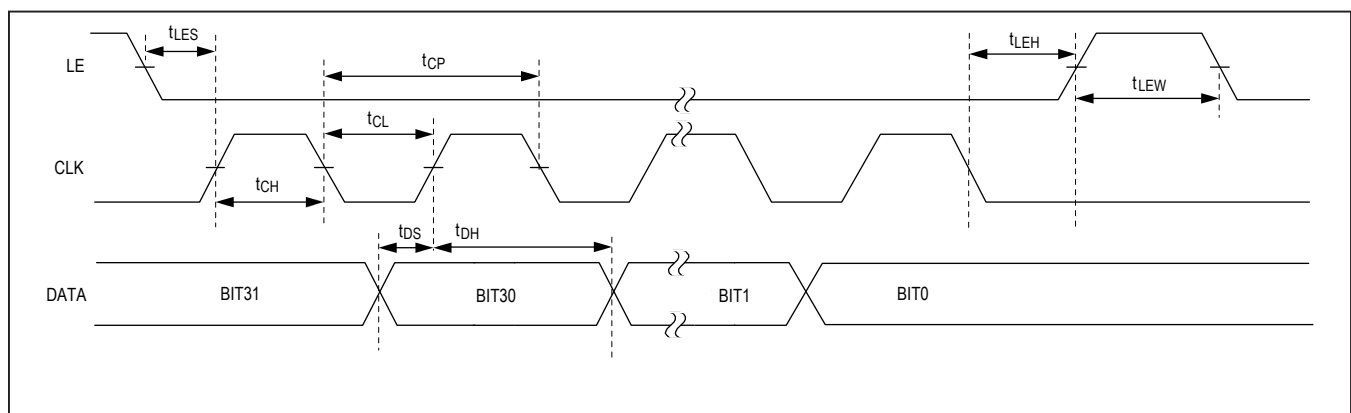 LE
tLES
tCP
tLEH
tLEW
CLK
tCL
tCH
tDS
tDH
DATA
BIT31
BIT30
BIT1
BIT0